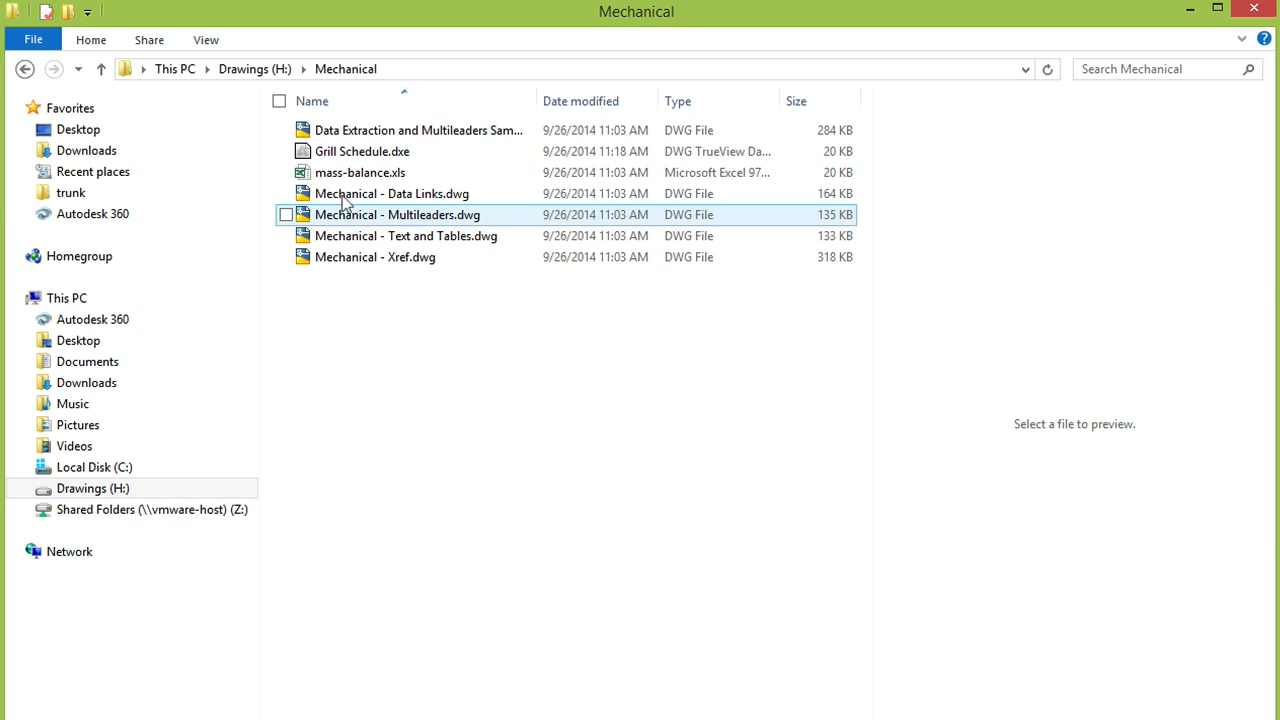 Mechanical
File Home Share View
This PC Drawings (H:) Mechanical Search Mechanical
Name Date modified Type Size
Favorites
Desktop
Downloads
Recent places
trunk
Autodesk 360
Homegroup
This PC
Autodesk 360
Desktop
Documents
Downloads
Music
Pictures
Videos
Local Disk (C:)
Drawings (H:)
Shared Folders (\\vmware-host) (Z:)
Network
Data Extraction and Multileaders Sam... 9/26/2014 11:03 AM DWG File 284 KB
Grill Schedule.dxe 9/26/2014 11:18 AM DWG TrueView Da... 20 KB
mass-balance.xls 9/26/2014 11:03 AM Microsoft Excel 97... 20 KB
Mechanical - Data Links.dwg 9/26/2014 11:03 AM DWG File 164 KB
Mechanical - Multileaders.dwg 9/26/2014 11:03 AM DWG File 135 KB
Mechanical - Text and Tables.dwg 9/26/2014 11:03 AM DWG File 133 KB
Mechanical - Xref.dwg 9/26/2014 11:03 AM DWG File 318 KB
Select a file to preview.